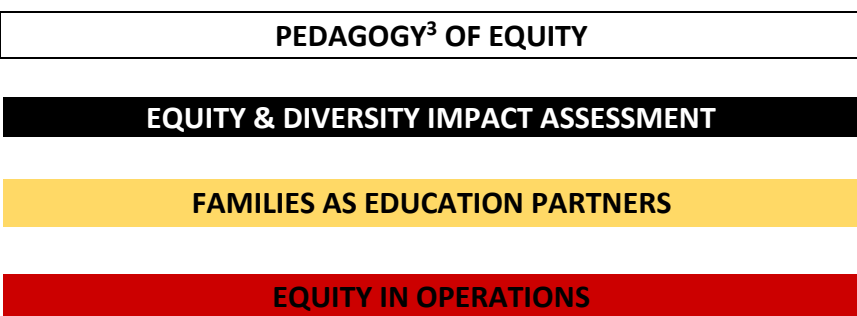 PEDAGOGY³ OF EQUITY
EQUITY & DIVERSITY IMPACT ASSESSMENT
FAMILIES AS EDUCATION PARTNERS
EQUITY IN OPERATIONS